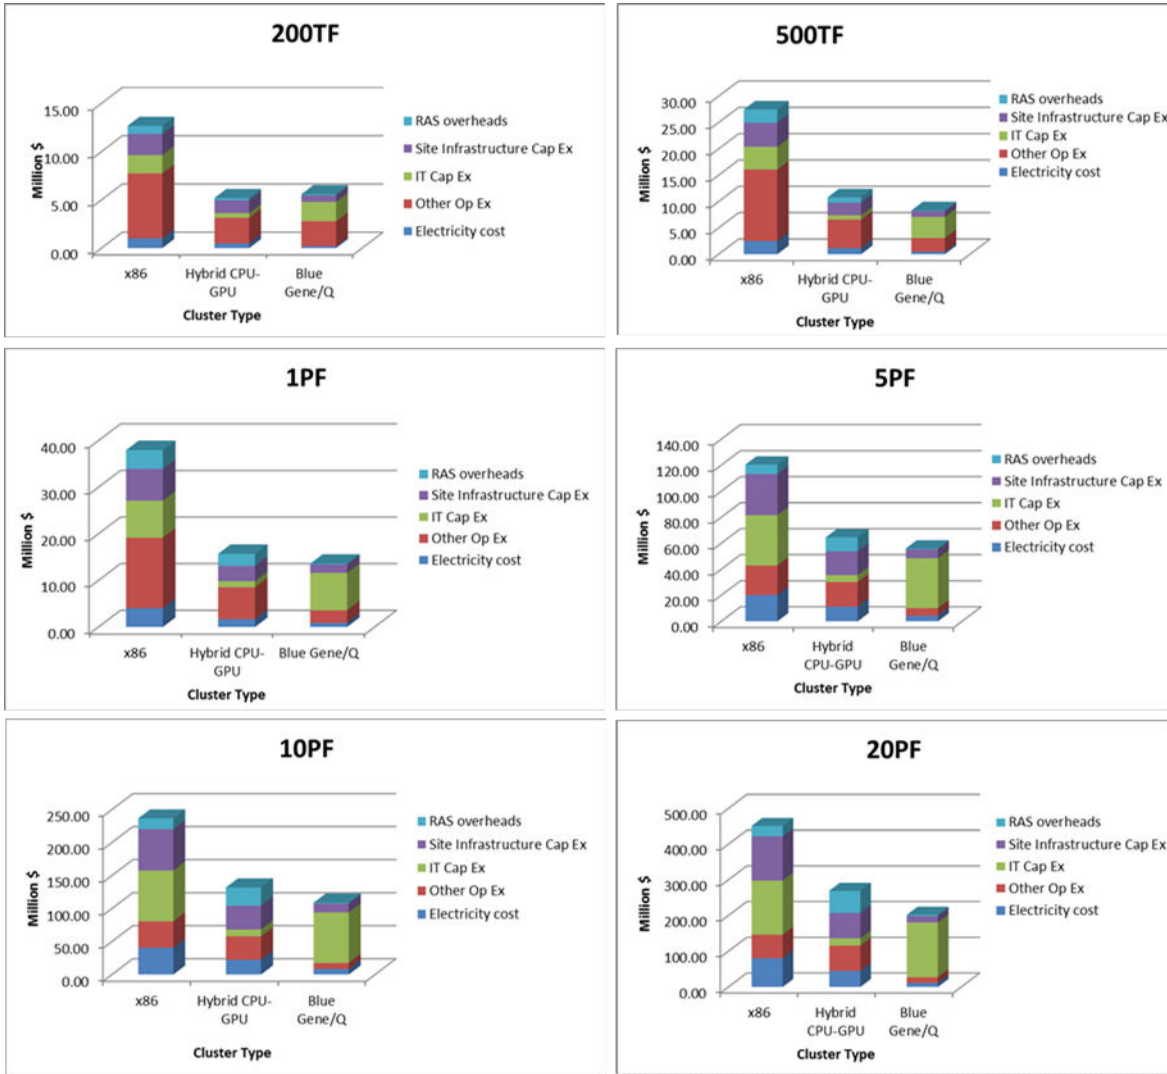 200TF
15.00
10.00
5.00
0.00
Million $
x86
Hybrid CPU-
GPU
Blue
Gene/Q
Cluster Type
RAS overheads
Site Infrastructure Cap Ex
IT Cap Ex
Other Op Ex
Electricity cost
500TF
30.00
25.00
20.00
15.00
10.00
5.00
0.00
Million $
x86
Hybrid CPU-
GPU
Blue
Gene/Q
Cluster Type
RAS overheads
Site Infrastructure Cap Ex
IT Cap Ex
Other Op Ex
Electricity cost
1PF
40.00
30.00
20.00
10.00
0.00
Million $
x86
Hybrid CPU-
GPU
Blue Gene/Q
Cluster Type
RAS overheads
Site Infrastructure Cap Ex
IT Cap Ex
Other Op Ex
Electricity cost
5PF
140.00
120.00
100.00
80.00
60.00
40.00
20.00
0.00
Million $
x86
Hybrid
CPU-GPU
Blue
Gene/Q
Cluster Type
RAS overheads
Site Infrastructure Cap Ex
IT Cap Ex
Other Op Ex
Electricity cost
10PF
250.00
200.00
150.00
100.00
50.00
0.00
Million $
x86
Hybrid CPU-
GPU
Blue
Gene/Q
Cluster Type
RAS overheads
Site Infrastructure Cap Ex
IT Cap Ex
Other Op Ex
Electricity cost
20PF
500.00
400.00
300.00
200.00
100.00
0.00
Million $
x86
Hybrid
CPU-GPU
Blue
Gene/Q
Cluster Type
RAS overheads
Site Infrastructure Cap Ex
IT Cap Ex
Other Op Ex
Electricity cost